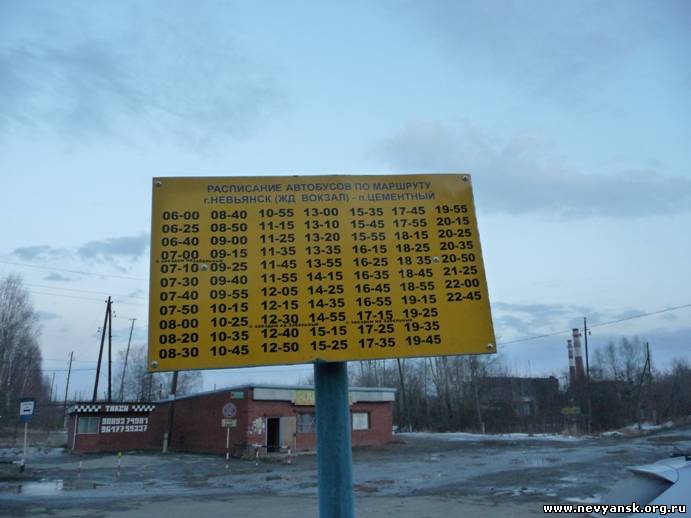 РАСПИСАНИЕ АВТОБУСОВ ПО МАРШРУТУ
г.НЕВЬЯНСК (ЖД ВОКЗАЛ) - п.ЦЕМЕНТНЫЙ
06-00 08-40 10-55 13-00 15-35 17-45 19-55
06-25 08-50 11-15 13-10 15-45 17-55 20-15
06-40 09-00 11-25 13-20 15-55 18-15 20-25
07-00 09-15 11-35 13-35 16-15 18-25 20-35
с заездом на
07-10 09-25 11-45 13-55 16-25 18 35 20-50
07-30 09-40 11-55 14-15 16-35 18-45 21-25
07-40 09-55 12-05 14-25 16-45 18-55 22-00
07-50 10-15 12-15 14-35 16-55 19-15 22-45
08-00 10-25 12-30 14-55 17-15 19-25
с заездом на с заездом на
08-20 10-35 12-40 15-15 17-25 19-35
08-30 10-45 12-50 15-25 17-35 19-45
ТАКСИ
www.nevyansk.org.ru